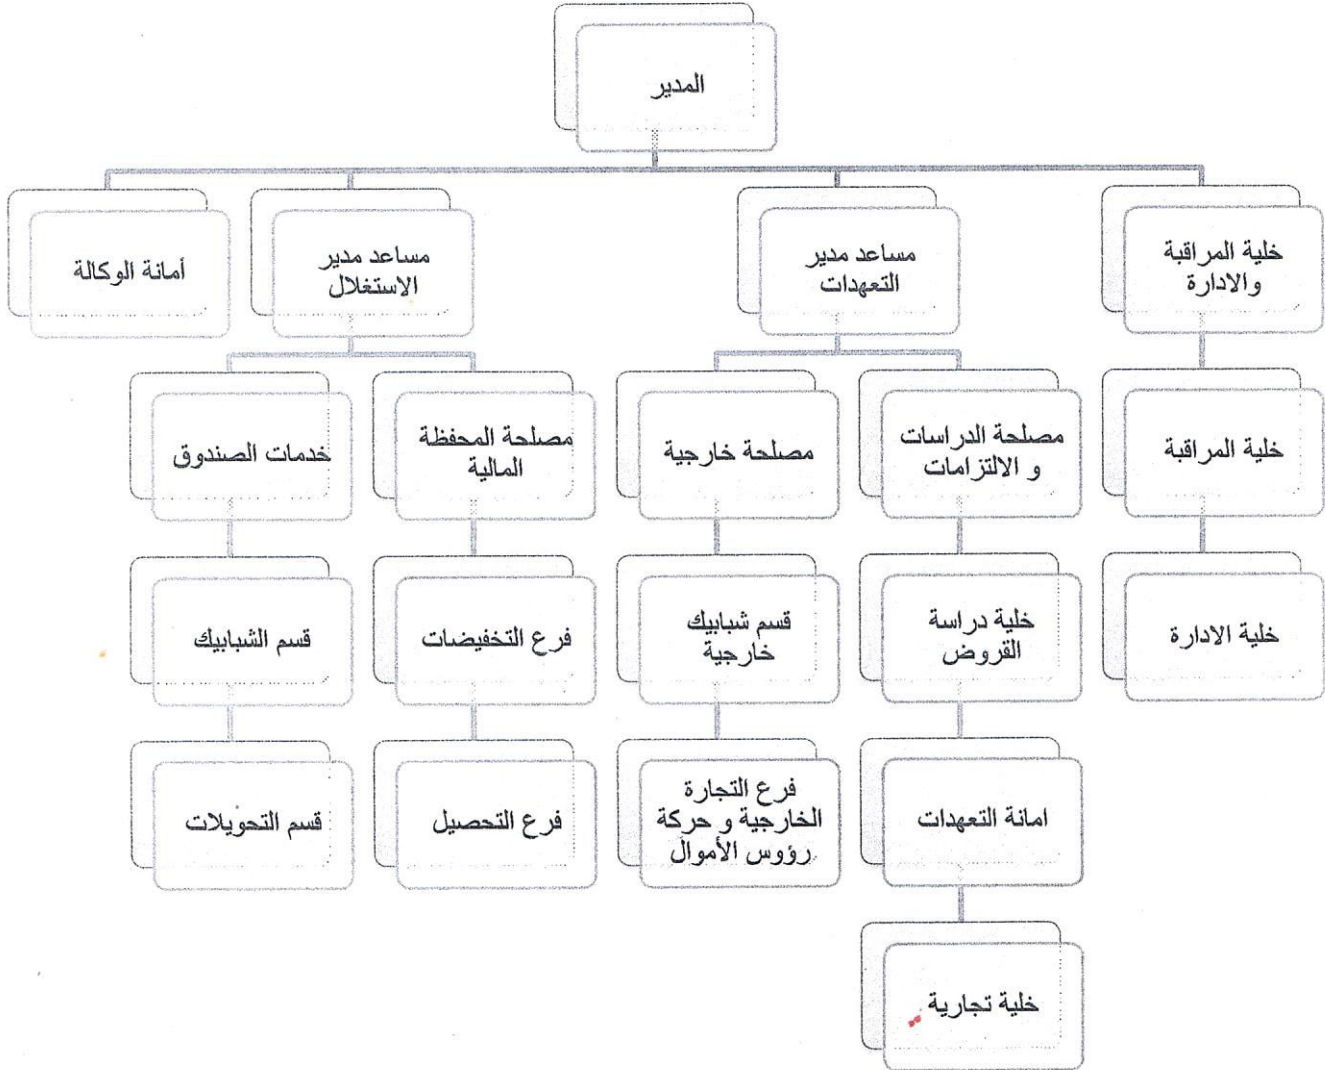 المدير
خلية المراقبة
والادارة
مساعد مدير
التعهدات
مساعد مدير
الاستغلال
أمانة الوكالة
خلية المراقبة
مصلحة الدراسات
و الالتزامات
مصلحة خارجية
مصلحة المحفظة
المالية
خدمات الصندوق
خلية الادارة
خلية دراسة
القروض
قسم شبابيك
خارجية
فرع التخفيضات
قسم الشبابيك
امانة التعهدات
فرع التجارة
الخارجية و حركة
رؤوس الأموال
فرع التحصيل
قسم التحويلات
خلية تجارية